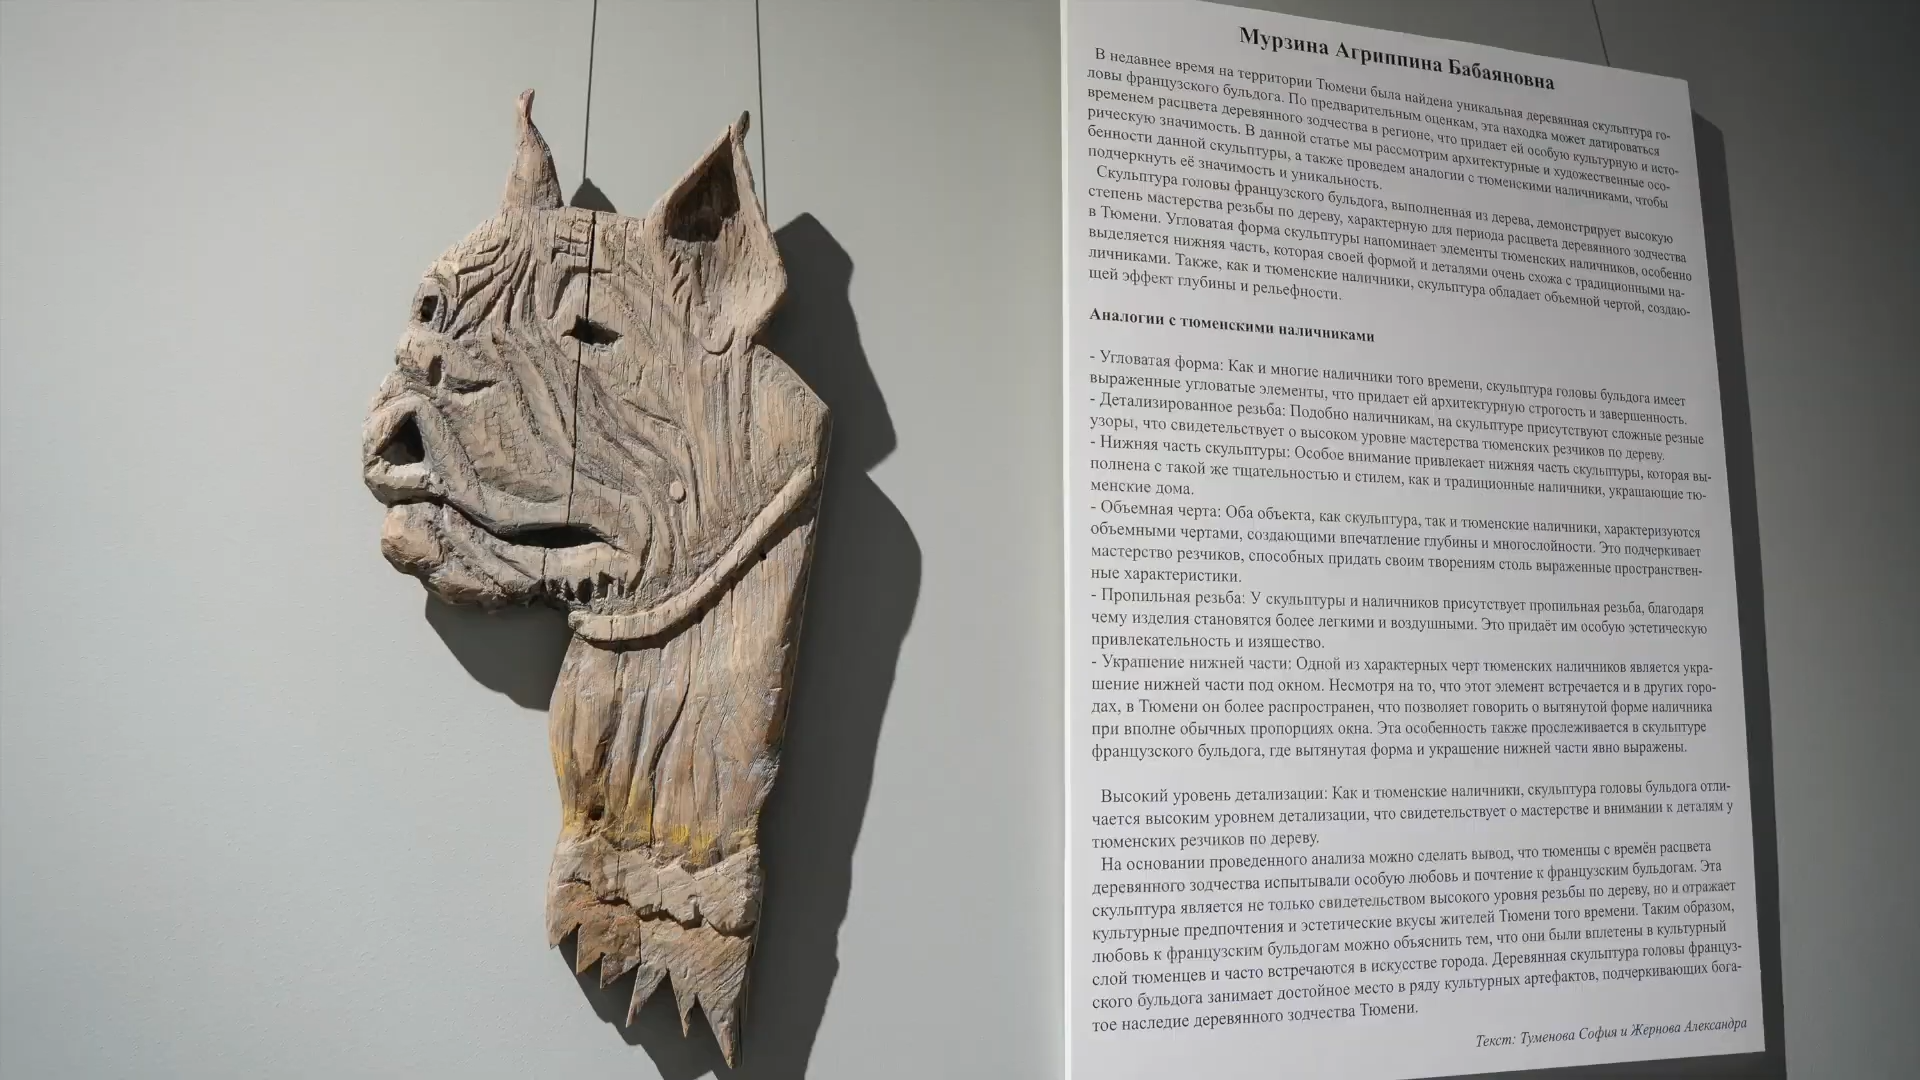 Мурзина Агриппина Бабаяновна
В недавнее время на территории Тюмени была найдена уникальная деревянная скульптура го-
ловы французского бульдога. По предварительным оценкам, эта находка может датироваться
временем расцвета деревянного зодчества в регионе, что придает ей особую культурную и исто-
рическую значимость. В данной статье мы рассмотрим архитектурные и художественные осо-
бенности данной скульптуры, а также проведем аналогии с тюменскими наличниками, чтобы
подчеркнуть её значимость и уникальность.
Скульптура головы французского бульдога, выполненная из дерева, демонстрирует высокую
степень мастерства резьбы по дереву, характерную для периода расцвета деревянного зодчества
в Тюмени. Угловатая форма скульптуры напоминает элементы тюменских наличников, особенно
выделяется нижняя часть, которая своей формой и деталями очень схожа с традиционными на-
личниками. Также, как и тюменские наличники, скульптура обладает объемной чертой, создаю-
щей эффект глубины и рельефности.
Аналогии с тюменскими наличниками
- Угловатая форма: Как и многие наличники того времени, скульптура головы бульдога имеет
выраженные угловатые элементы, что придает ей архитектурную строгость и завершенность.
- Детализированное резьба: Подобно наличникам, на скульптуре присутствуют сложные резные
узоры, что свидетельствует о высоком уровне мастерства тюменских резчиков по дереву.
- Нижняя часть скульптуры: Особое внимание привлекает нижняя часть скульптуры, которая вы-
полнена с такой же тщательностью и стилем, как и традиционные наличники, украшающие тю-
менские дома.
- Объемная черта: Оба объекта, как скульптура, так и тюменские наличники, характеризуются
объемными чертами, создающими впечатление глубины и многослойности. Это подчеркивает
мастерство резчиков, способных придать своим творениям столь выраженные пространствен-
ные характеристики.
- Пропильная резьба: У скульптуры и наличников присутствует пропильная резьба, благодаря
чему изделия становятся более легкими и воздушными. Это придаёт им особую эстетическую
привлекательность и изящество.
- Украшение нижней части: Одной из характерных черт тюменских наличников является укра-
шение нижней части под окном. Несмотря на то, что этот элемент встречается и в других горо-
дах, в Тюмени он более распространен, что позволяет говорить о вытянутой форме наличника
при вполне обычных пропорциях окна. Эта особенность также прослеживается в скульптуре
французского бульдога, где вытянутая форма и украшение нижней части явно выражены.
Высокий уровень детализации: Как и тюменские наличники, скульптура головы бульдога отли-
чается высоким уровнем детализации, что свидетельствует о мастерстве и внимании к деталям у
тюменских резчиков по дереву.
На основании проведенного анализа можно сделать вывод, что тюменцы с времён расцвета
деревянного зодчества испытывали особую любовь и почтение к французским бульдогам. Эта
скульптура является не только свидетельством высокого уровня резьбы по дереву, но и отражает
культурные предпочтения и эстетические вкусы жителей Тюмени того времени. Таким образом,
любовь к французским бульдогам можно объяснить тем, что они были вплетены в культурный
слой тюменцев и часто встречаются в искусстве города. Деревянная скульптура головы француз-
ского бульдога занимает достойное место в ряду культурных артефактов, подчеркивающих бога-
тое наследие деревянного зодчества Тюмени.
Текст: Туменова София и Жернова Александра